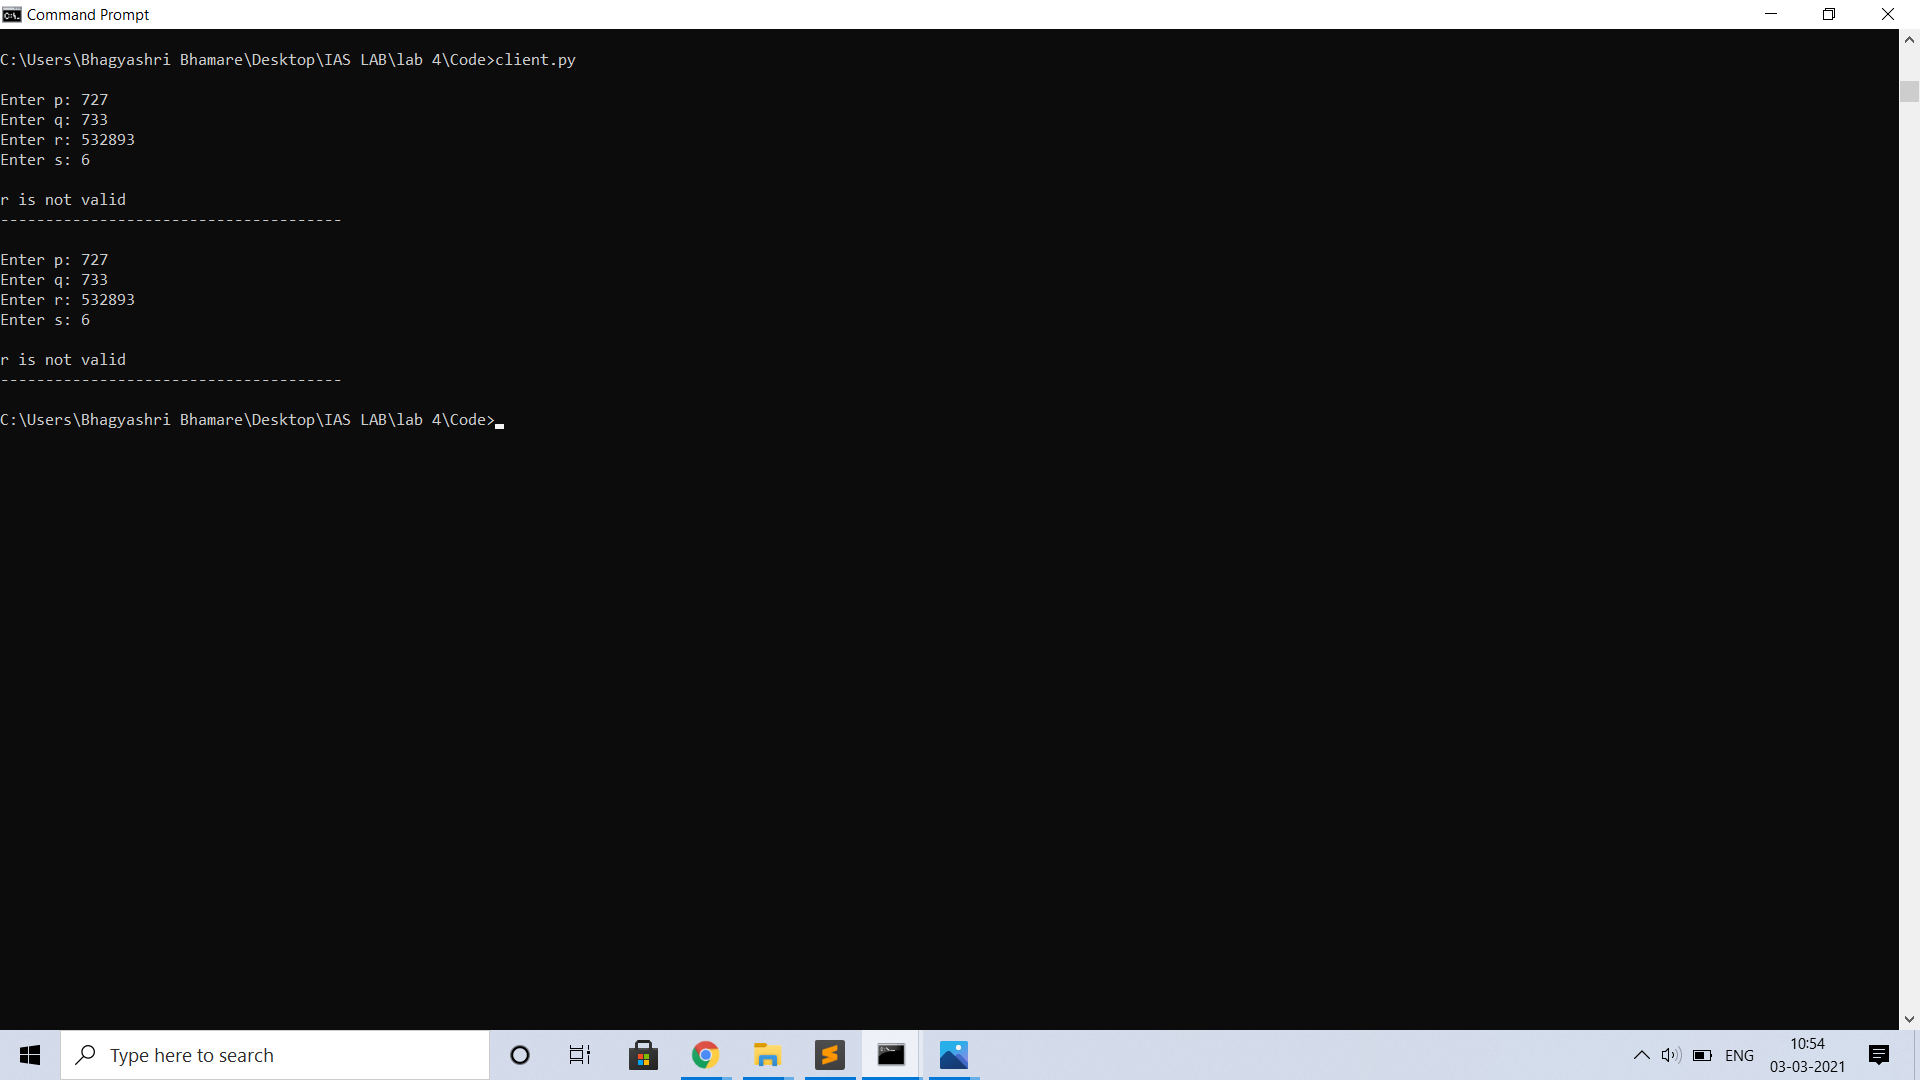 Command Prompt
C:\Users\Bhagyashri Bhamare\Desktop\IAS LAB\lab 4\Code>client.py
Enter p: 727
Enter q: 733
Enter r: 532893
Enter s: 6
r is not valid
--------------------------------------
Enter p: 727
Enter q: 733
Enter r: 532893
Enter s: 6
r is not valid
--------------------------------------
C:\Users\Bhagyashri Bhamare\Desktop\IAS LAB\lab 4\Code>
Type here to search
ENG
10:54
03-03-2021